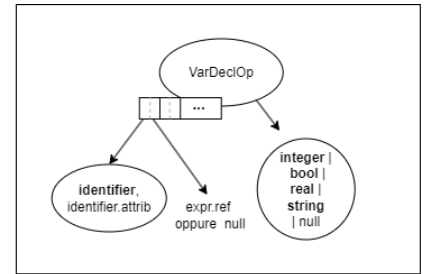 VarDeclOp
...
identifier,
identifier.attrib
expr.ref
oppure null
integer |
bool |
real |
string
| null